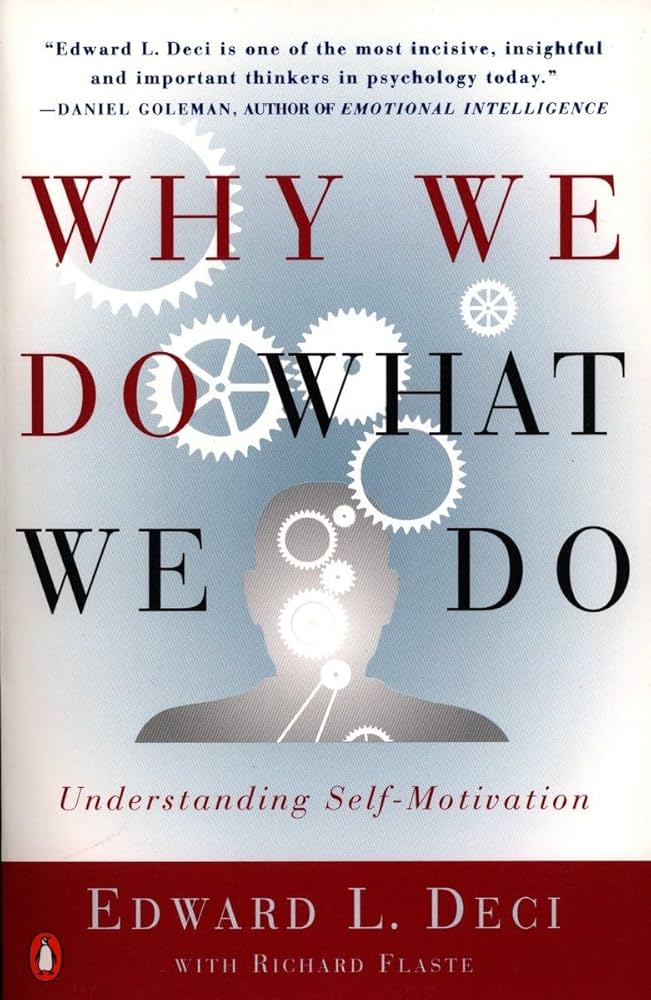 “Edward L. Deci is one of the most incisive, insightful
and important thinkers in psychology today.”
—DANIEL GOLEMAN, AUTHOR OF EMOTIONAL INTELLIGENCE
WHY WE
DO WHAT
WE DO
Understanding Self-Motivation
EDWARD L. DECI
WITH RICHARD FLASTE